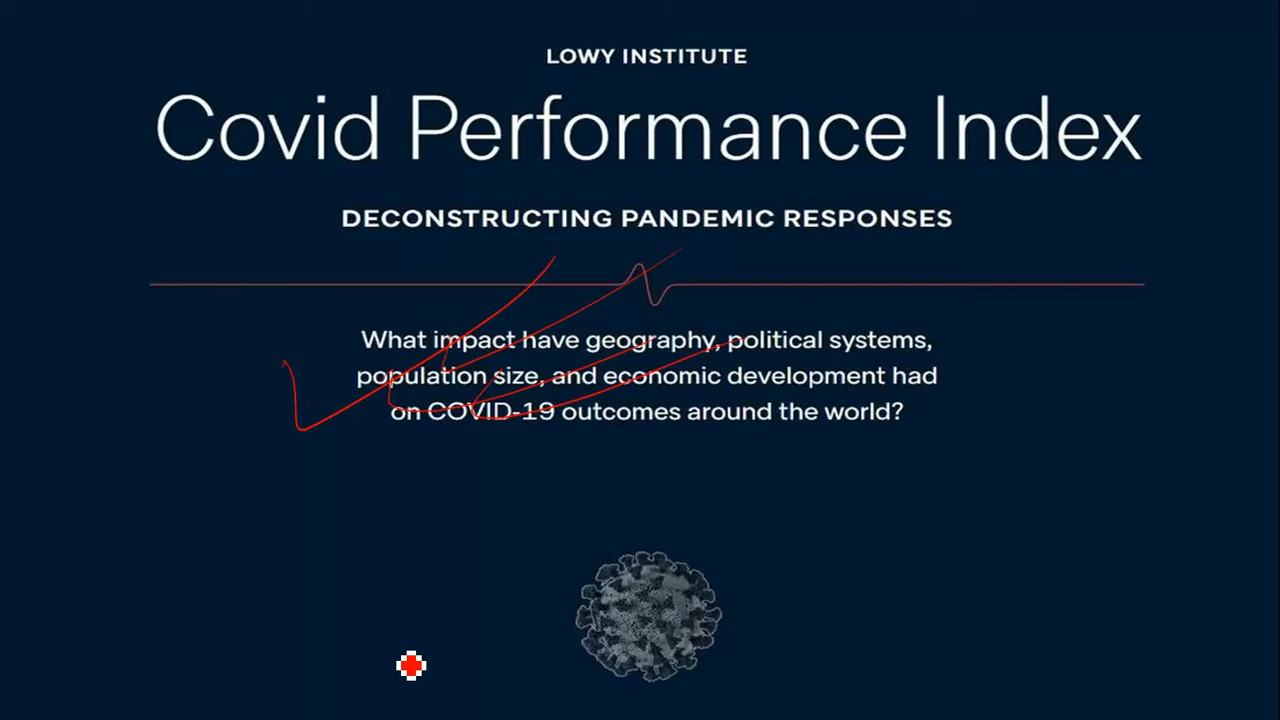 LOWY INSTITUTE
Covid Performance Index
DECONSTRUCTING PANDEMIC RESPONSES
What impact have geography, political systems,
population size, and economic development had
on COVID-19 outcomes around the world?